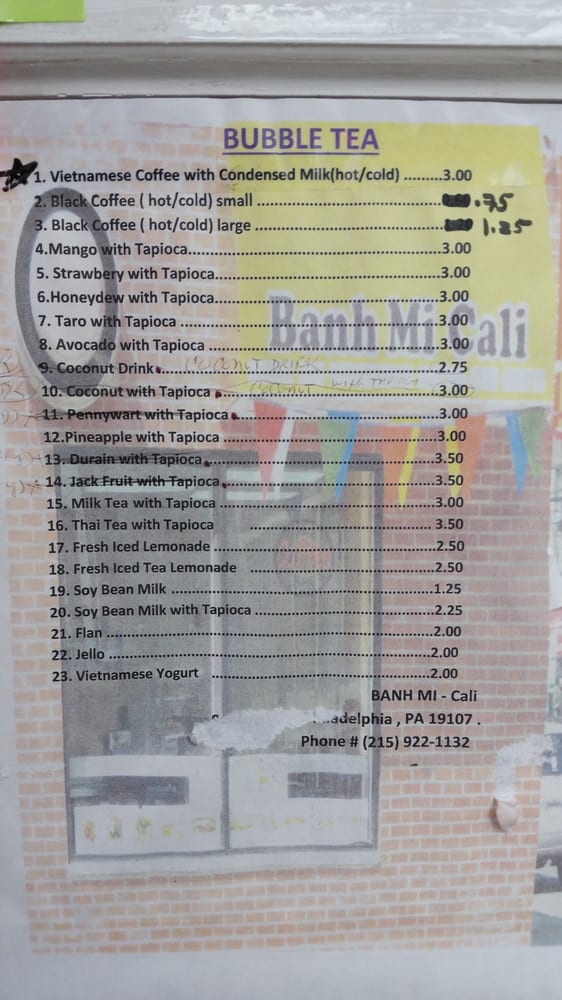 BUBBLE TEA
1. Vietnamese Coffee with Condensed Milk(hot/cold) .........3.00
2. Black Coffee ( hot/cold) small .......... .75
3. Black Coffee ( hot/cold) large .......... 1.25
4.Mango with Tapioca..........3.00
5. Strawbery with Tapioca..........3.00
6.Honeydew with Tapioca..........3.00
7. Taro with Tapioca ..........3.00
8. Avocado with Tapioca ..........3.00
9. Coconut Drink.......... COCONUT DRINK 2.75
10. Coconut with Tapioca .......... COCONUT with 3.00
11. Pennywart with Tapioca..........3.00
12.Pineapple with Tapioca ..........3.00
13. Durain with Tapioca..........3.50
14. Jack Fruit with Tapioca..........3.50
15. Milk Tea with Tapioca ..........3.00
16. Thai Tea with Tapioca .......... 3.50
17. Fresh Iced Lemonade ..........2.50
18. Fresh Iced Tea Lemonade ..........2.50
19. Soy Bean Milk ..........1.25
20. Soy Bean Milk with Tapioca ..........2.25
21. Flan ..........2.00
22. Jello ..........2.00
23. Vietnamese Yogurt ..........2.00
Banh Mi Cali
BANH MI - Cali
adelphia , PA 19107 .
Phone # (215) 922-1132